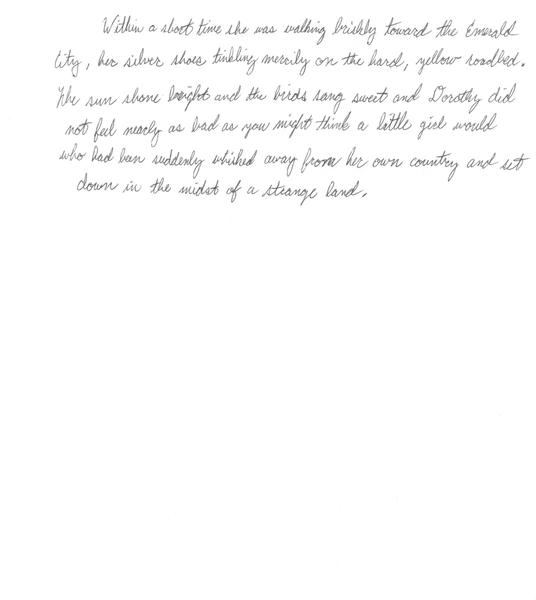 Within a short time she was walking briskly toward the Emerald
City, her silver shoes tinkling merrily on the hard, yellow roadbed.
The sun shone bright and the birds sang sweet and Dorothy did
not feel nearly as bad as you might think a little girl would
who had been suddenly whished away from her own country and set
down in the midst of a strange land.